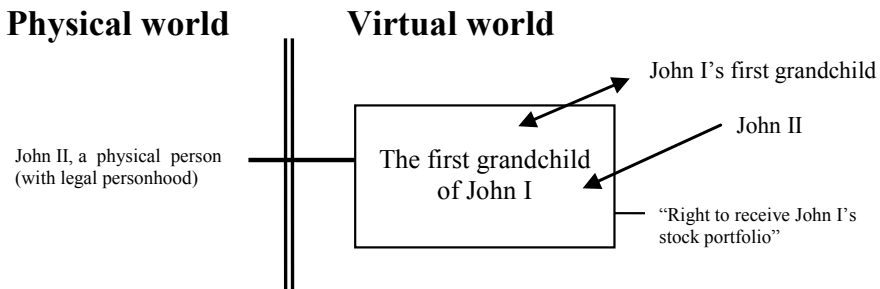 Physical world
Virtual world
John I’s first grandchild
John II
John II, a physical person
(with legal personhood)
The first grandchild
of John I
“Right to receive John I’s
stock portfolio”